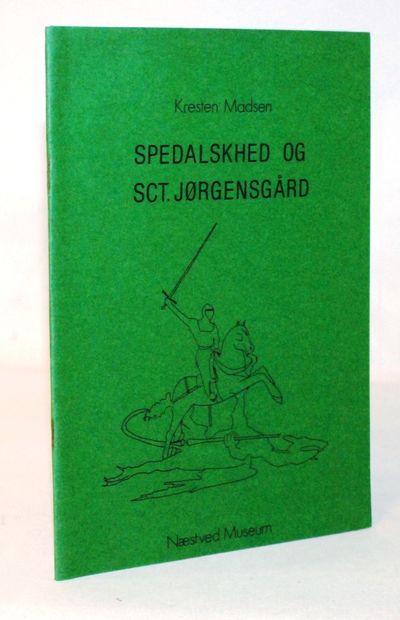 Kresten Madsen
SPEDALSKHED OG
SCT. JØRGENSGÅRD
Næstved Museum